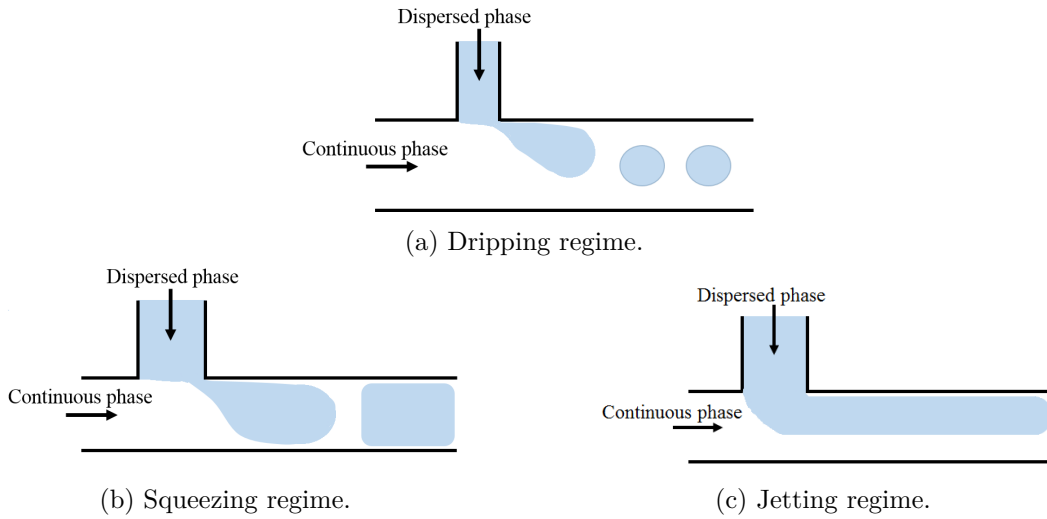 Dispersed phase
Continuous phase
(a) Dripping regime.
Dispersed phase
Continuous phase
(b) Squeezing regime.
Dispersed phase
Continuous phase
(c) Jetting regime.